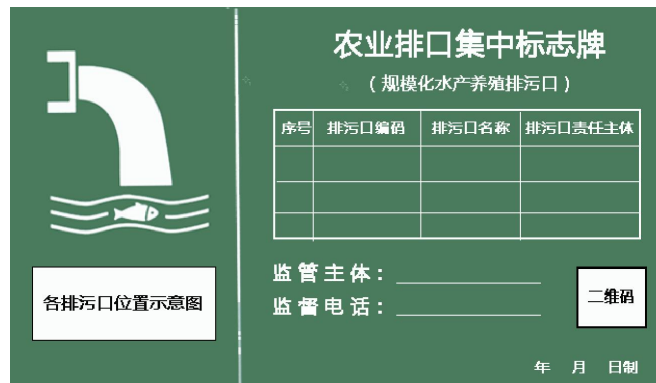 农业排口集中标志牌
（规模化水产养殖排污口）
序号 排污口编码 排污口名称 排污口责任主体
监管主体：
监督电话：
各排污口位置示意图
二维码
年 月 日制